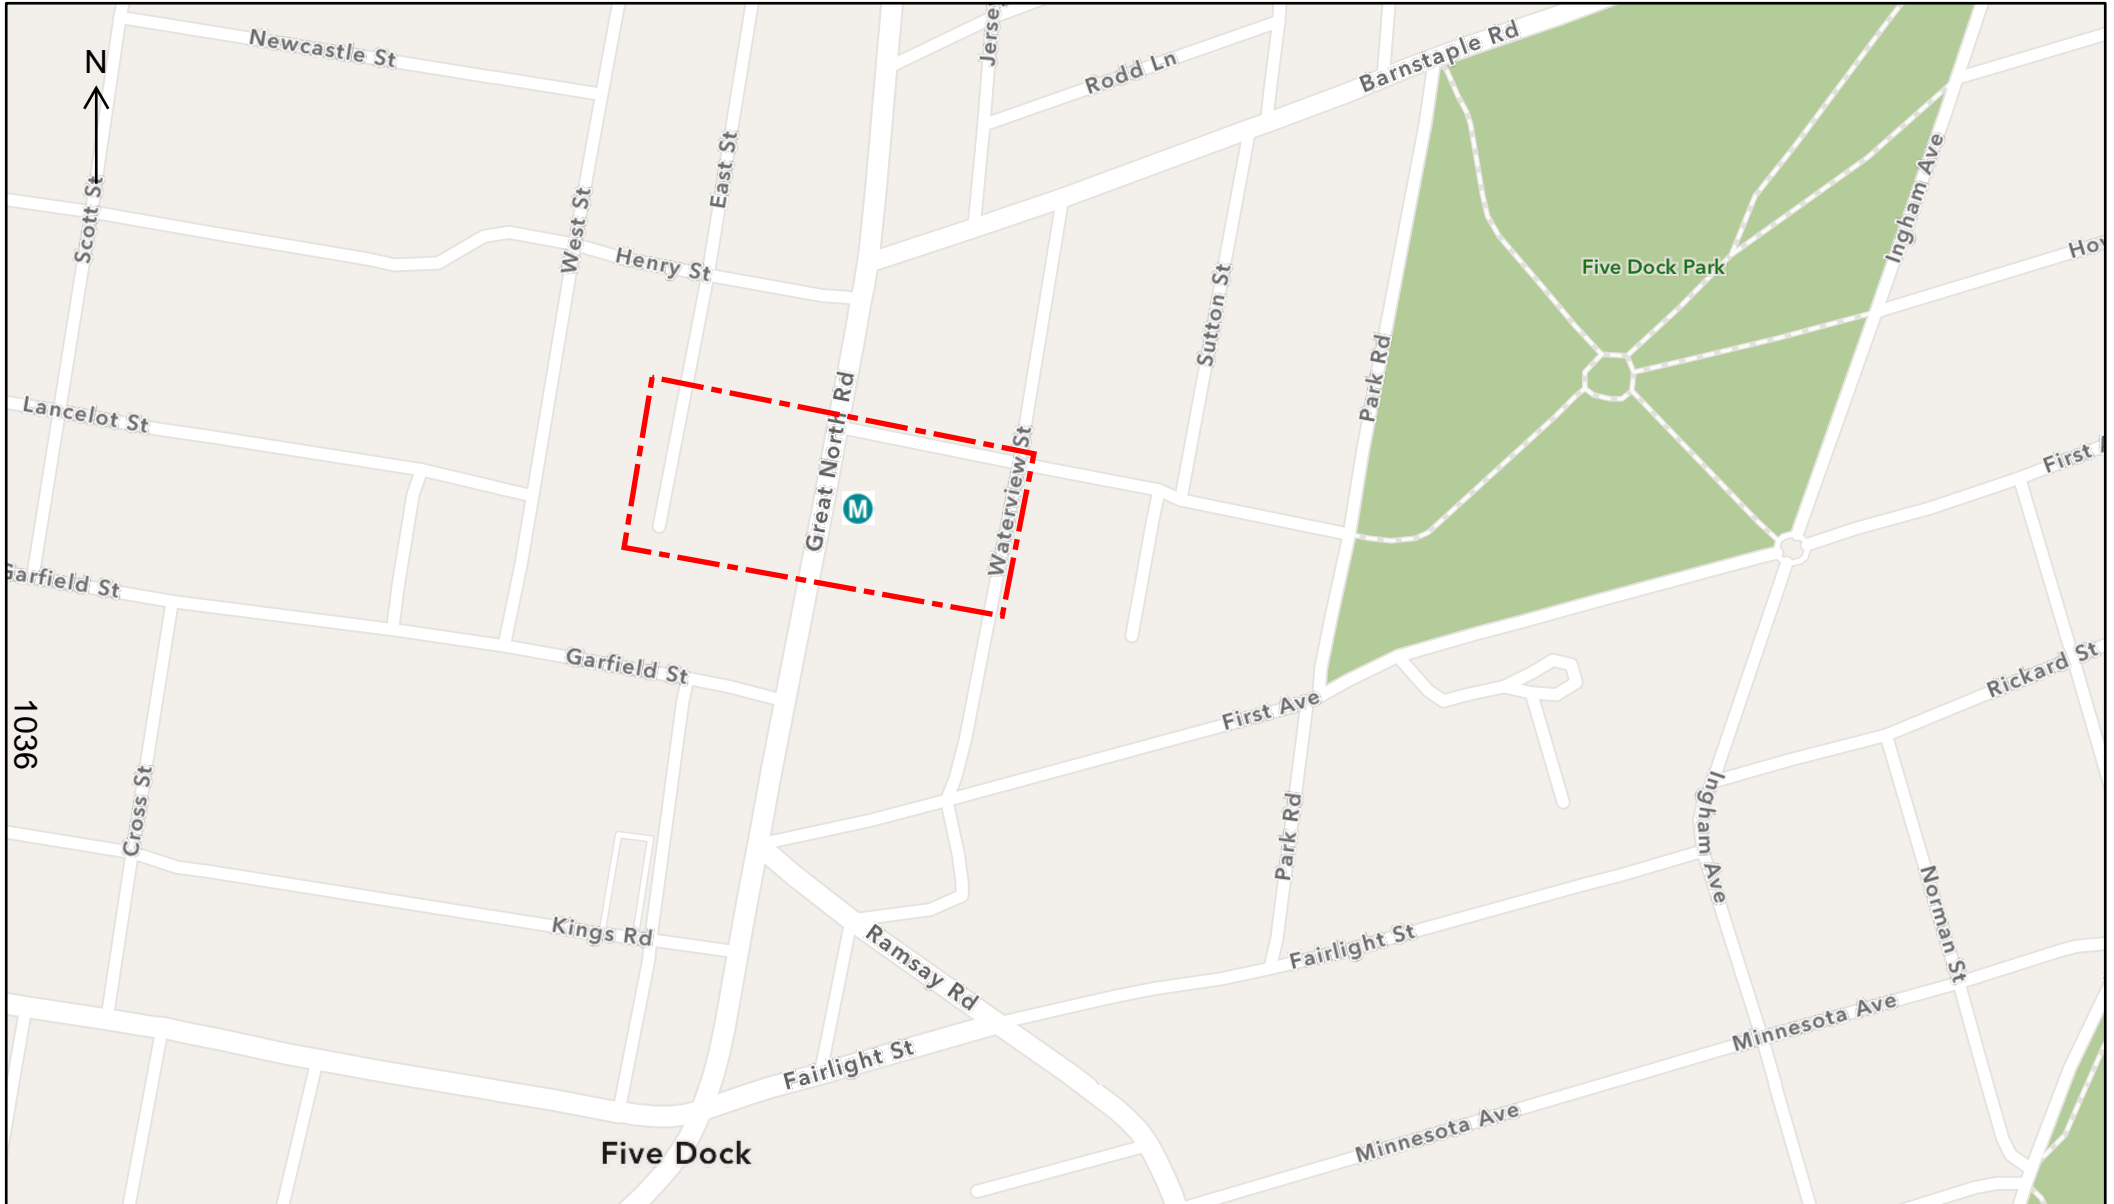 Newcastle St
N
Scott St
West St
East St
Henry St
Jersey
Rodd Ln
Barnstaple Rd
Ingham Ave
Five Dock Park
Park Rd
Sutton St
Lancelot St
Great North Rd
M
Waterview St
First
Garfield St
Garfield St
First Ave
Rickard St
1036
Cross St
Park Rd
Ingham Ave
Norman St
Kings Rd
Ramsay Rd
Fairlight St
Fairlight St
Minnesota Ave
Minnesota Ave
Five Dock